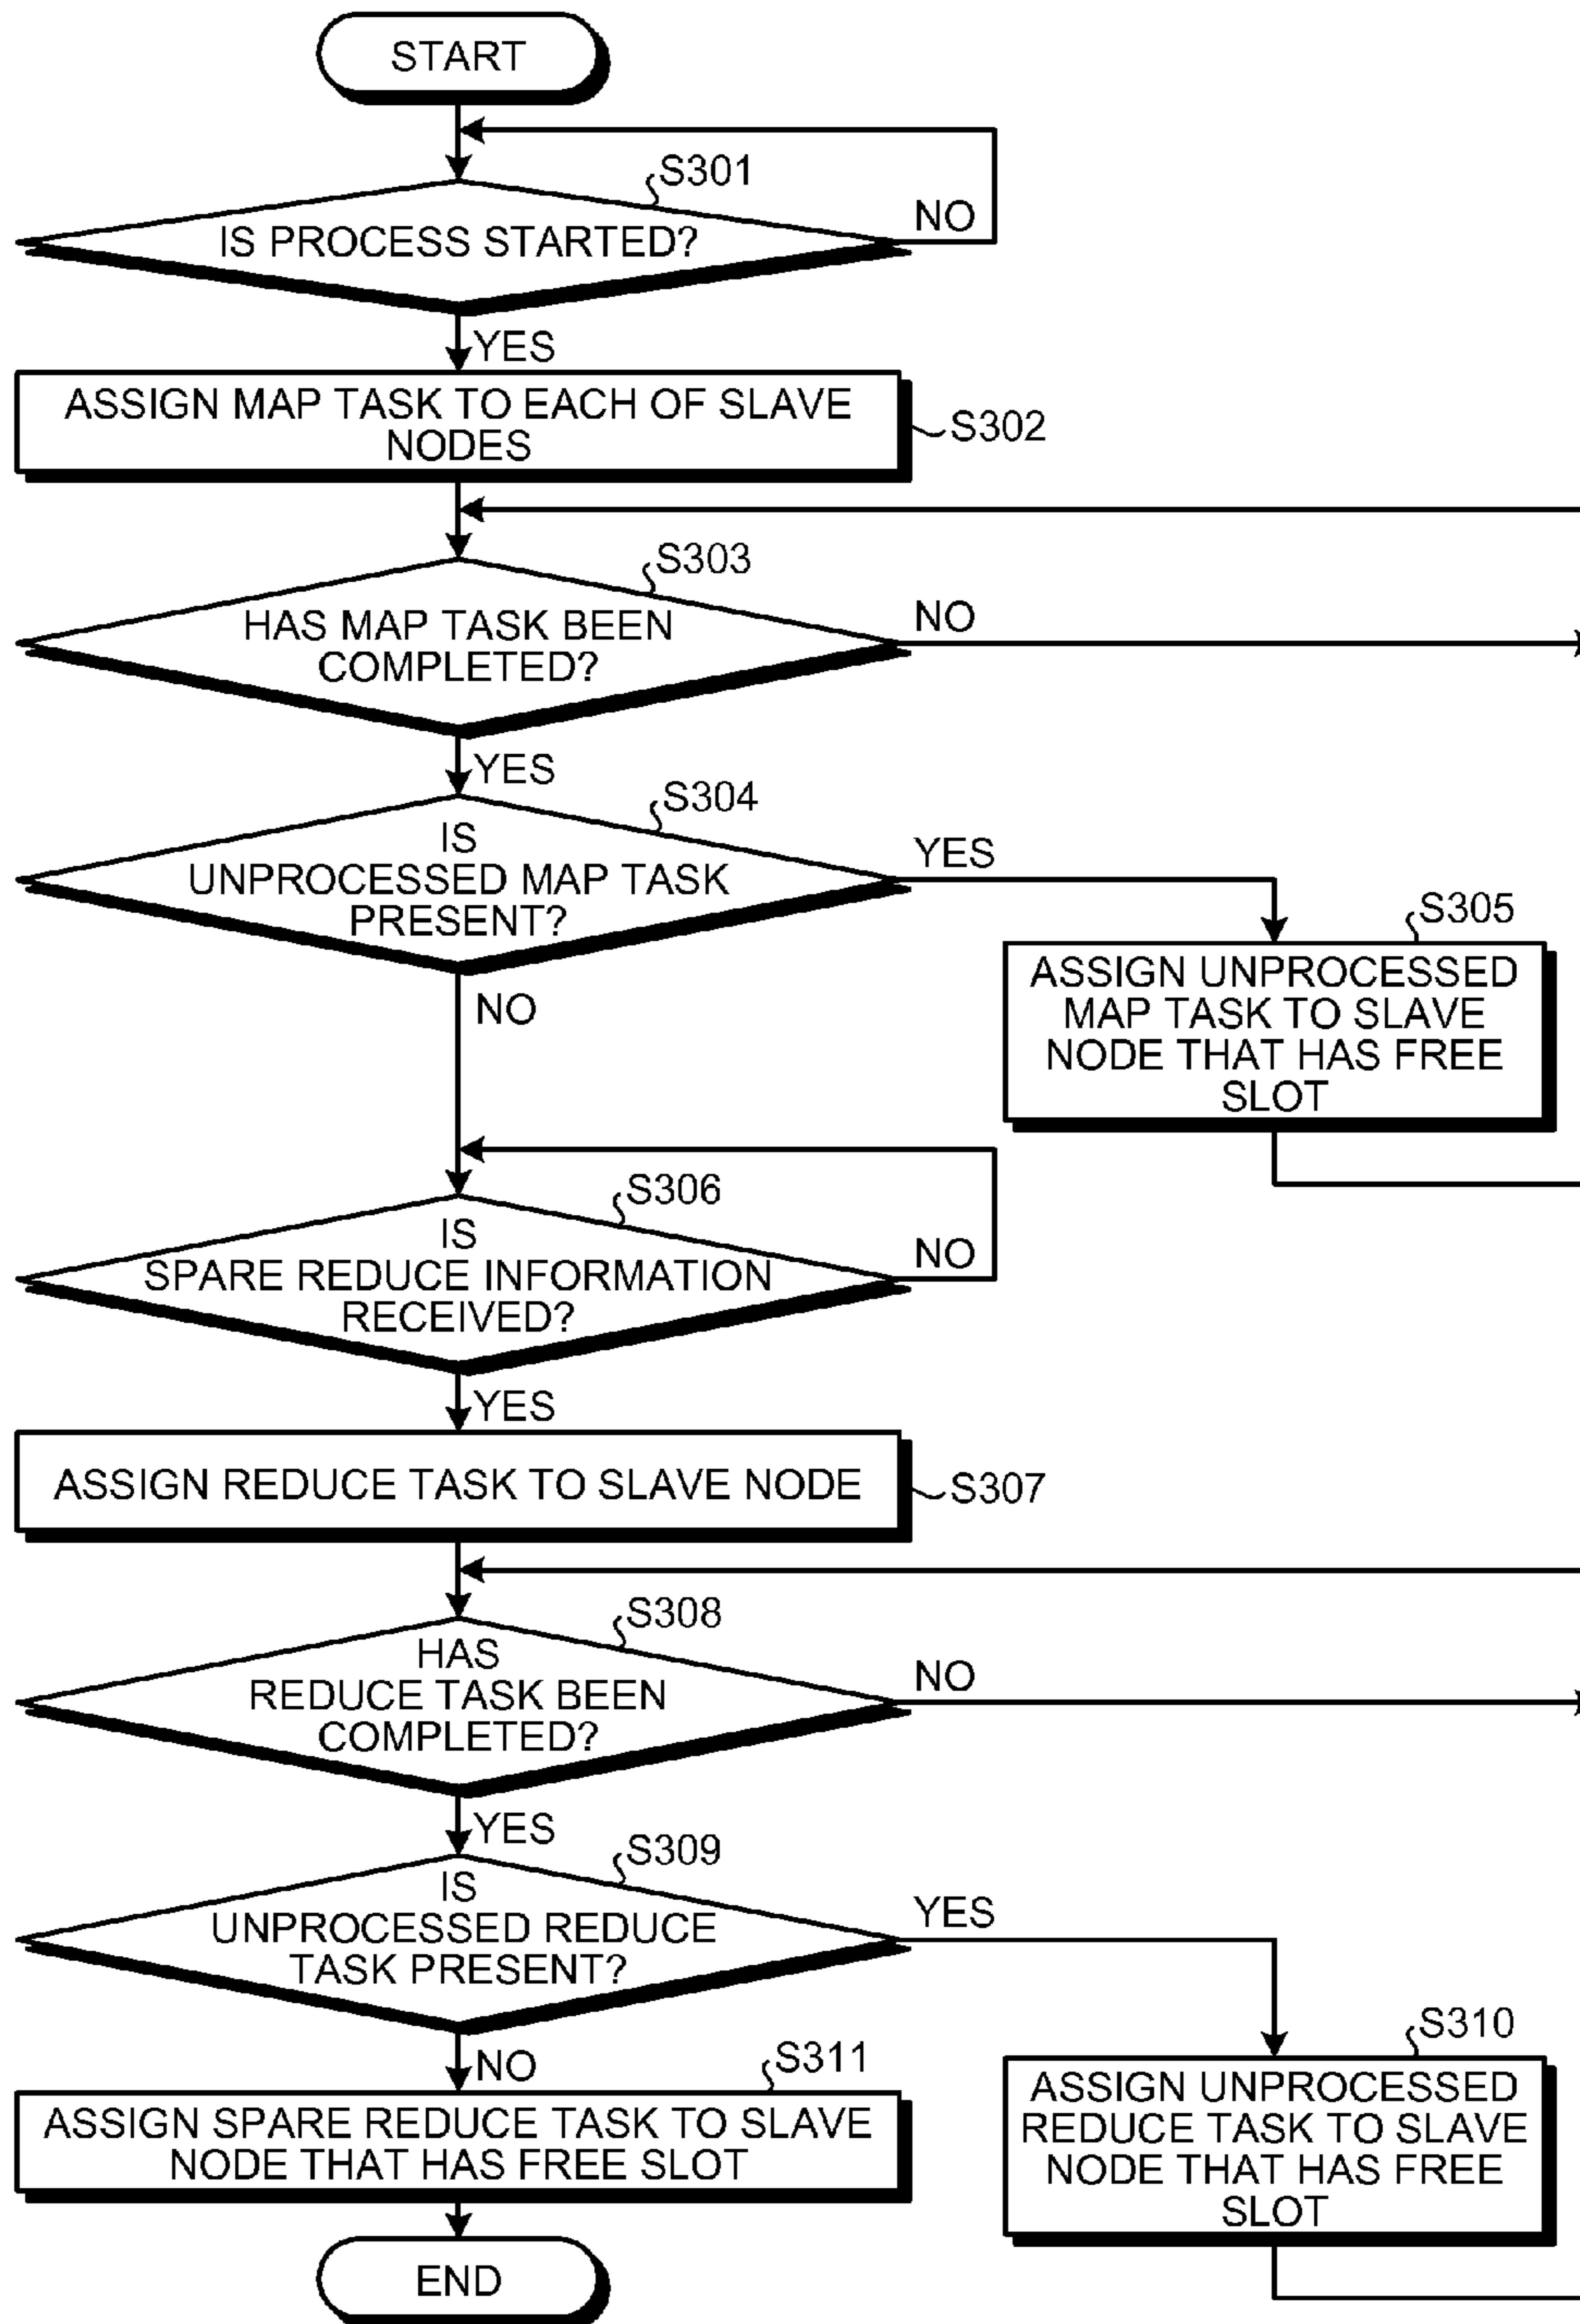 START
S301
NO
IS PROCESS STARTED?
YES
ASSIGN MAP TASK TO EACH OF SLAVE
NODES
S302
S303
NO
HAS MAP TASK BEEN
COMPLETED?
YES
S304
IS
UNPROCESSED MAP TASK
PRESENT?
YES
S305
ASSIGN UNPROCESSED
MAP TASK TO SLAVE
NODE THAT HAS FREE
SLOT
NO
S306
IS
SPARE REDUCE INFORMATION
RECEIVED?
NO
YES
ASSIGN REDUCE TASK TO SLAVE NODE
S307
S308
HAS
REDUCE TASK BEEN
COMPLETED?
NO
YES
S309
IS
UNPROCESSED REDUCE
TASK PRESENT?
YES
S310
ASSIGN UNPROCESSED
REDUCE TASK TO SLAVE
NODE THAT HAS FREE
SLOT
NO
S311
ASSIGN SPARE REDUCE TASK TO SLAVE
NODE THAT HAS FREE SLOT
END